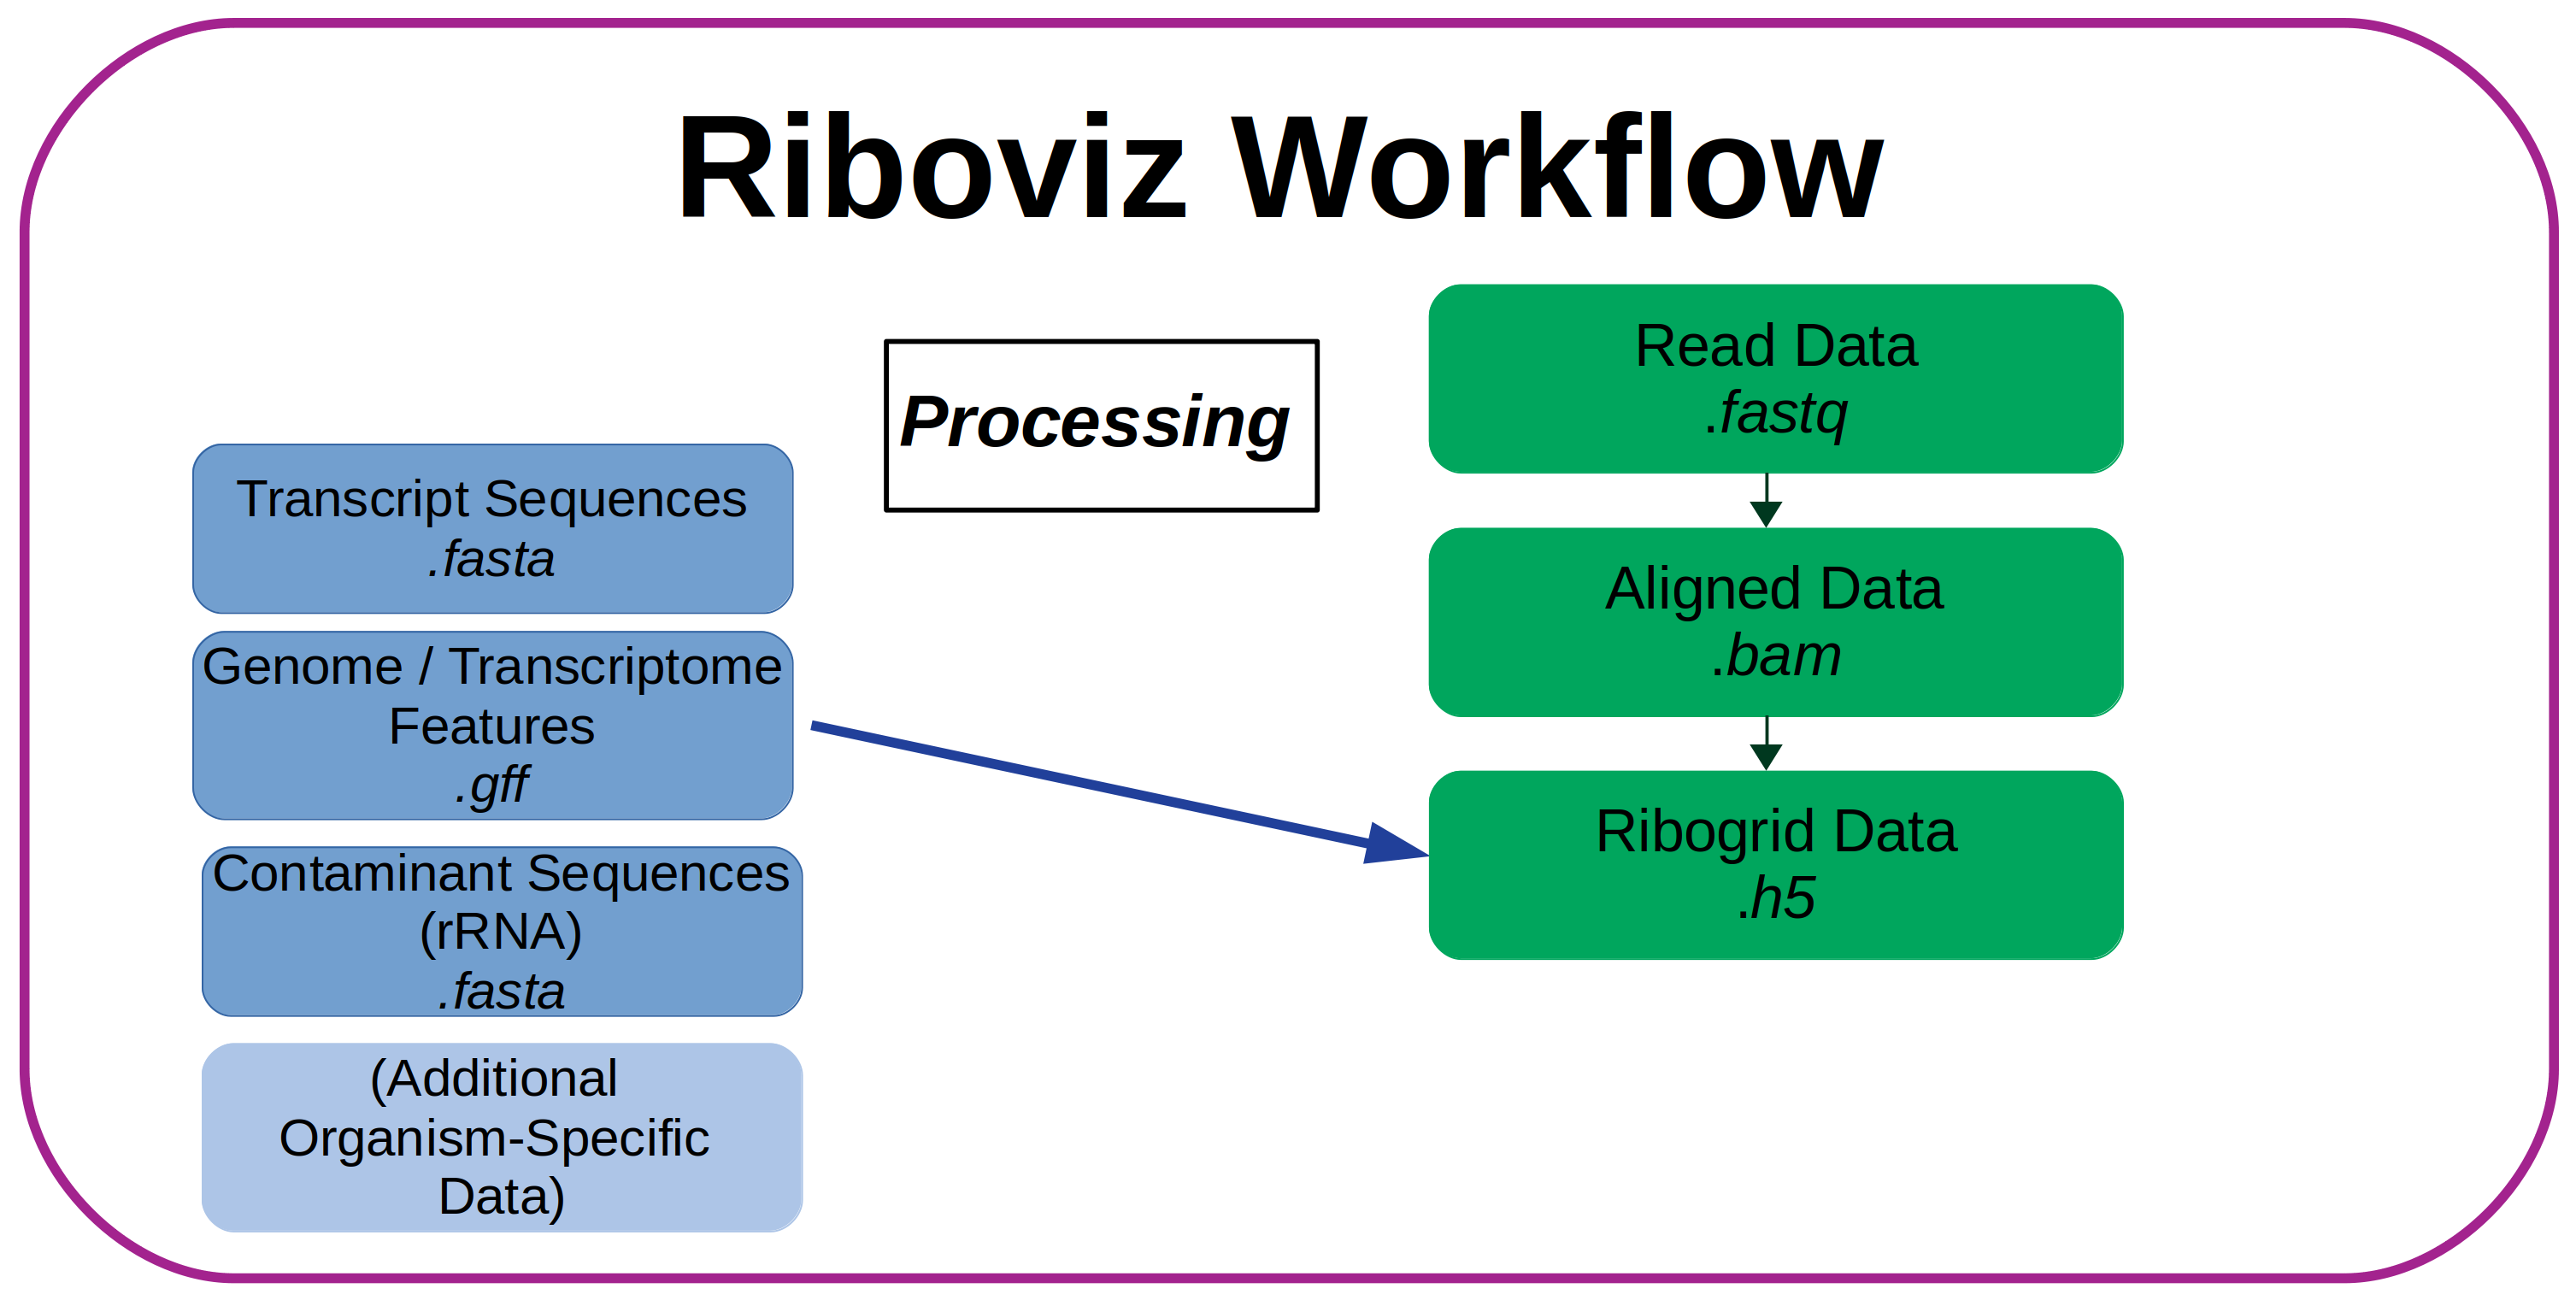 Riboviz Workflow
Processing
Transcript Sequences
.fasta
Genome / Transcriptome
Features
.gff
Contaminant Sequences
(rRNA)
.fasta
(Additional
Organism-Specific
Data)
Read Data
.fastq
Aligned Data
.bam
Ribogrid Data
.h5